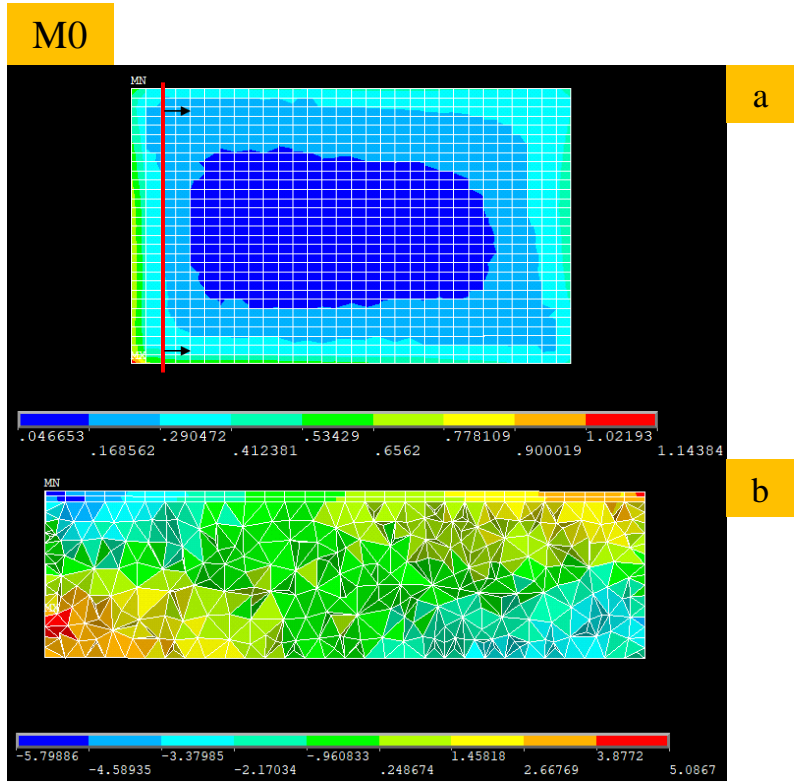 M0
MN
a
.046653 .290472 .53429 .778109 1.02193
.168562 .412381 .6562 .900019 1.14384
MN
b
-5.79886 -3.37985 -.960833 1.45818 3.8772
-4.58935 -2.17034 .248674 2.66769 5.0867